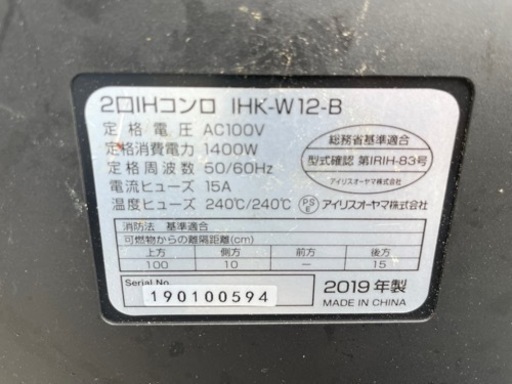 2口IHコンロ IHK-W12-B
定格電圧 AC100V
定格消費電力 1400W
定格周波数 50/60Hz
電流ヒューズ 15A
温度ヒューズ 240℃/240℃
総務省基準適合
型式確認 第IRIH-83号
アイリスオーヤマ株式会社
PS
E
アイリスオーヤマ株式会社
消防法 基準適合
可燃物からの離隔距離(cm)
上方 側方 前方 後方
100 10 ― 15
Serial No.
190100594
2019年製
MADE IN CHINA